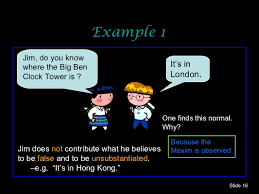 Example 1
Jim, do you know
where the Big Ben
Clock Tower is ?
It's in
London.
One finds this normal.
Why?
Because the
Maxim is observed
Jim does not contribute what he believes
to be false and to be unsubstantiated.
–e.g. “It's in Hong Kong.”
Slide 16